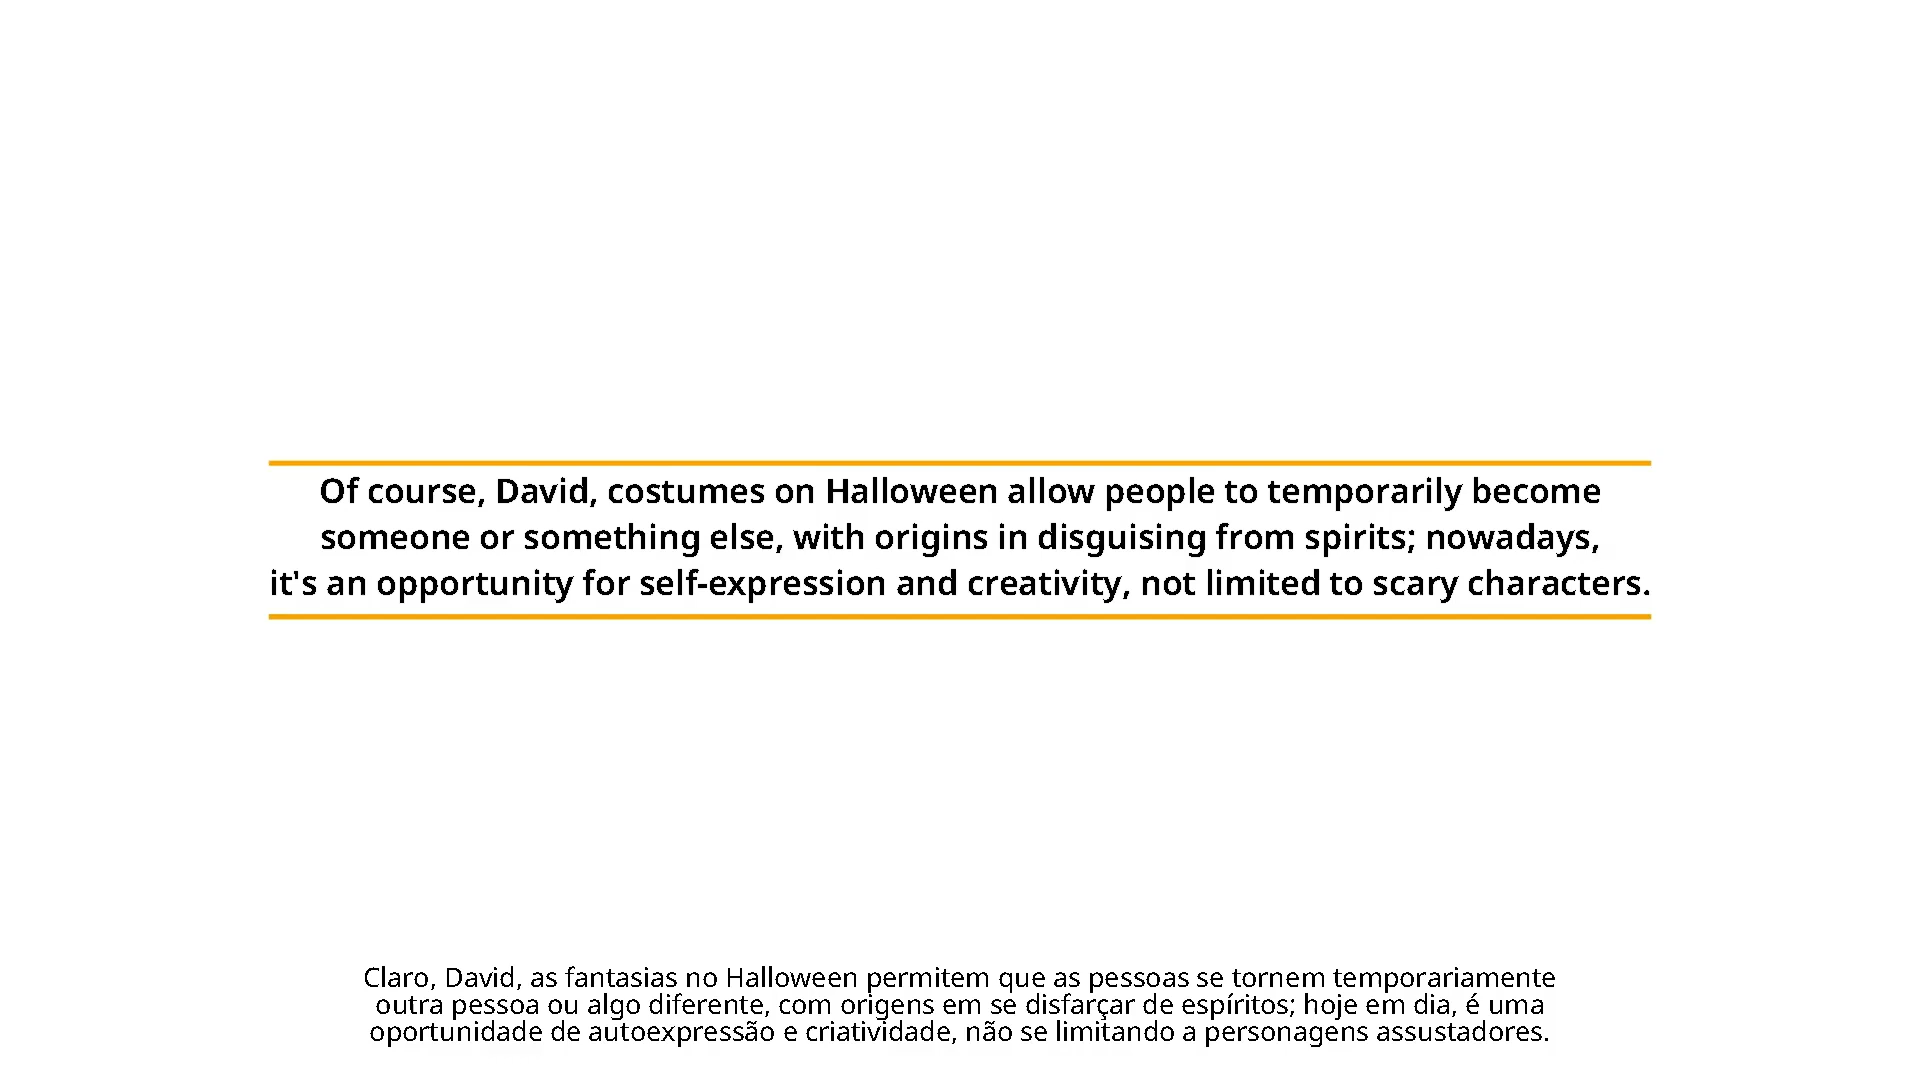 Of course, David, costumes on Halloween allow people to temporarily become
someone or something else, with origins in disguising from spirits; nowadays,
it's an opportunity for self-expression and creativity, not limited to scary characters.
Claro, David, as fantasias no Halloween permitem que as pessoas se tornem temporariamente
outra pessoa ou algo diferente, com origens em se disfarçar de espíritos; hoje em dia, é uma
oportunidade de autoexpressão e criatividade, não se limitando a personagens assustadores.